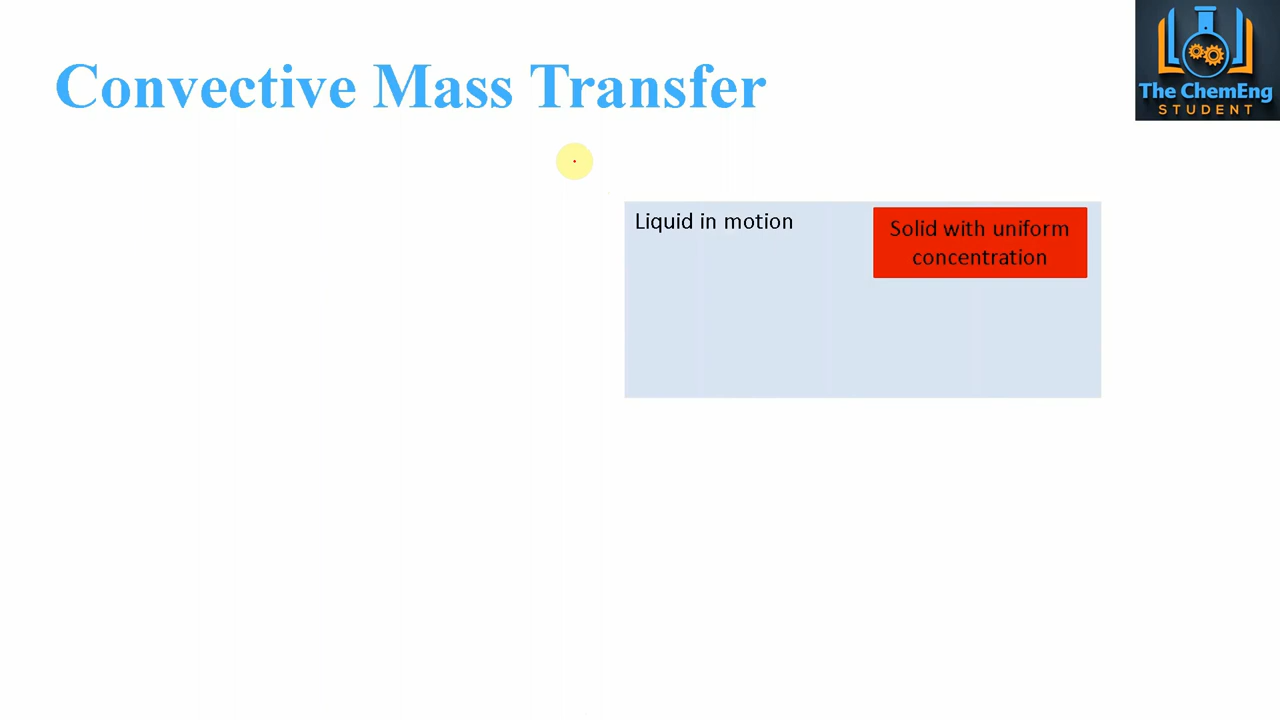 Convective Mass Transfer
The ChemEng
STUDENT
Liquid in motion
Solid with uniform
concentration